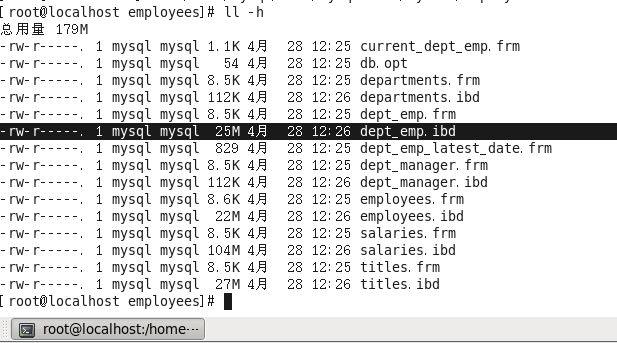 [root@localhost employees]# ll -h
总用量 179M
-rw-r-----. 1 mysql mysql 1.1K 4月 28 12:25 current_dept_emp.frm
-rw-r-----. 1 mysql mysql 54 4月 28 12:25 db.opt
-rw-r-----. 1 mysql mysql 8.5K 4月 28 12:25 departments.frm
-rw-r-----. 1 mysql mysql 112K 4月 28 12:26 departments.ibd
-rw-r-----. 1 mysql mysql 8.5K 4月 28 12:25 dept_emp.frm
-rw-r-----. 1 mysql mysql 25M 4月 28 12:26 dept_emp.ibd
-rw-r-----. 1 mysql mysql 829 4月 28 12:25 dept_emp_latest_date.frm
-rw-r-----. 1 mysql mysql 8.5K 4月 28 12:25 dept_manager.frm
-rw-r-----. 1 mysql mysql 112K 4月 28 12:26 dept_manager.ibd
-rw-r-----. 1 mysql mysql 8.6K 4月 28 12:25 employees.frm
-rw-r-----. 1 mysql mysql 22M 4月 28 12:26 employees.ibd
-rw-r-----. 1 mysql mysql 8.5K 4月 28 12:25 salaries.frm
-rw-r-----. 1 mysql mysql 104M 4月 28 12:26 salaries.ibd
-rw-r-----. 1 mysql mysql 8.5K 4月 28 12:25 titles.frm
-rw-r-----. 1 mysql mysql 27M 4月 28 12:26 titles.ibd
[root@localhost employees]#
root@localhost:/home···